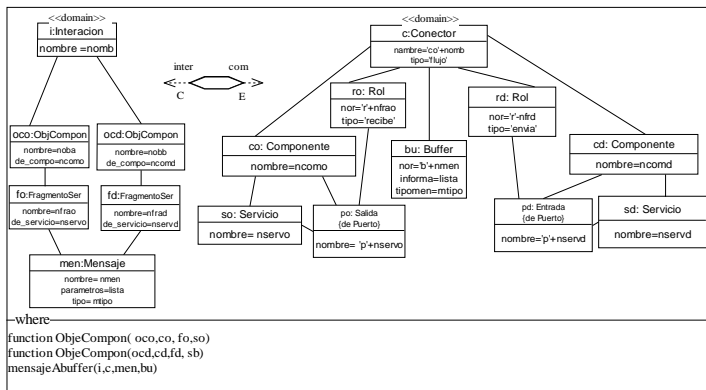 <<domain>>
i:Interacion
nombre =nomb
inter
com
C
E
<<domain>>
c:Conector
nambre='co'+nomb
tipo='flujo'
ro: Rol
nor='r'+nfrao
tipo='recibe'
rd: Rol
nor='r'-nfrd
tipo='envia'
oco:ObjCompon
nombre=noba
de_compo=ncomo
ocd:ObjCompon
nombre=nobb
de_compo=ncomd
co: Componente
nombre=ncomo
bu: Buffer
nor='b'+nmen
informa=lista
tipomen=mtipo
cd: Componente
nombre=ncomd
fo:FragmentoSer
nombre=nfrao
de_servicio=nservo
fd:FragmentoSer
nombre=nfrad
de_servicio=nservd
so: Servicio
nombre= nservo
po: Salida
{de Puerto}
nombre= 'p'+nservo
pd: Entrada
{de Puerto}
nombre='p'+nservd
sd: Servicio
nombre=nservd
men:Mensaje
nombre= nmen
parametros=lista
tipo= mtipo
where
function ObjeCompon( oco,co, fo,so)
function ObjeCompon(ocd,cd,fd, sb)
mensajeAbuffer(i,c,men,bu)